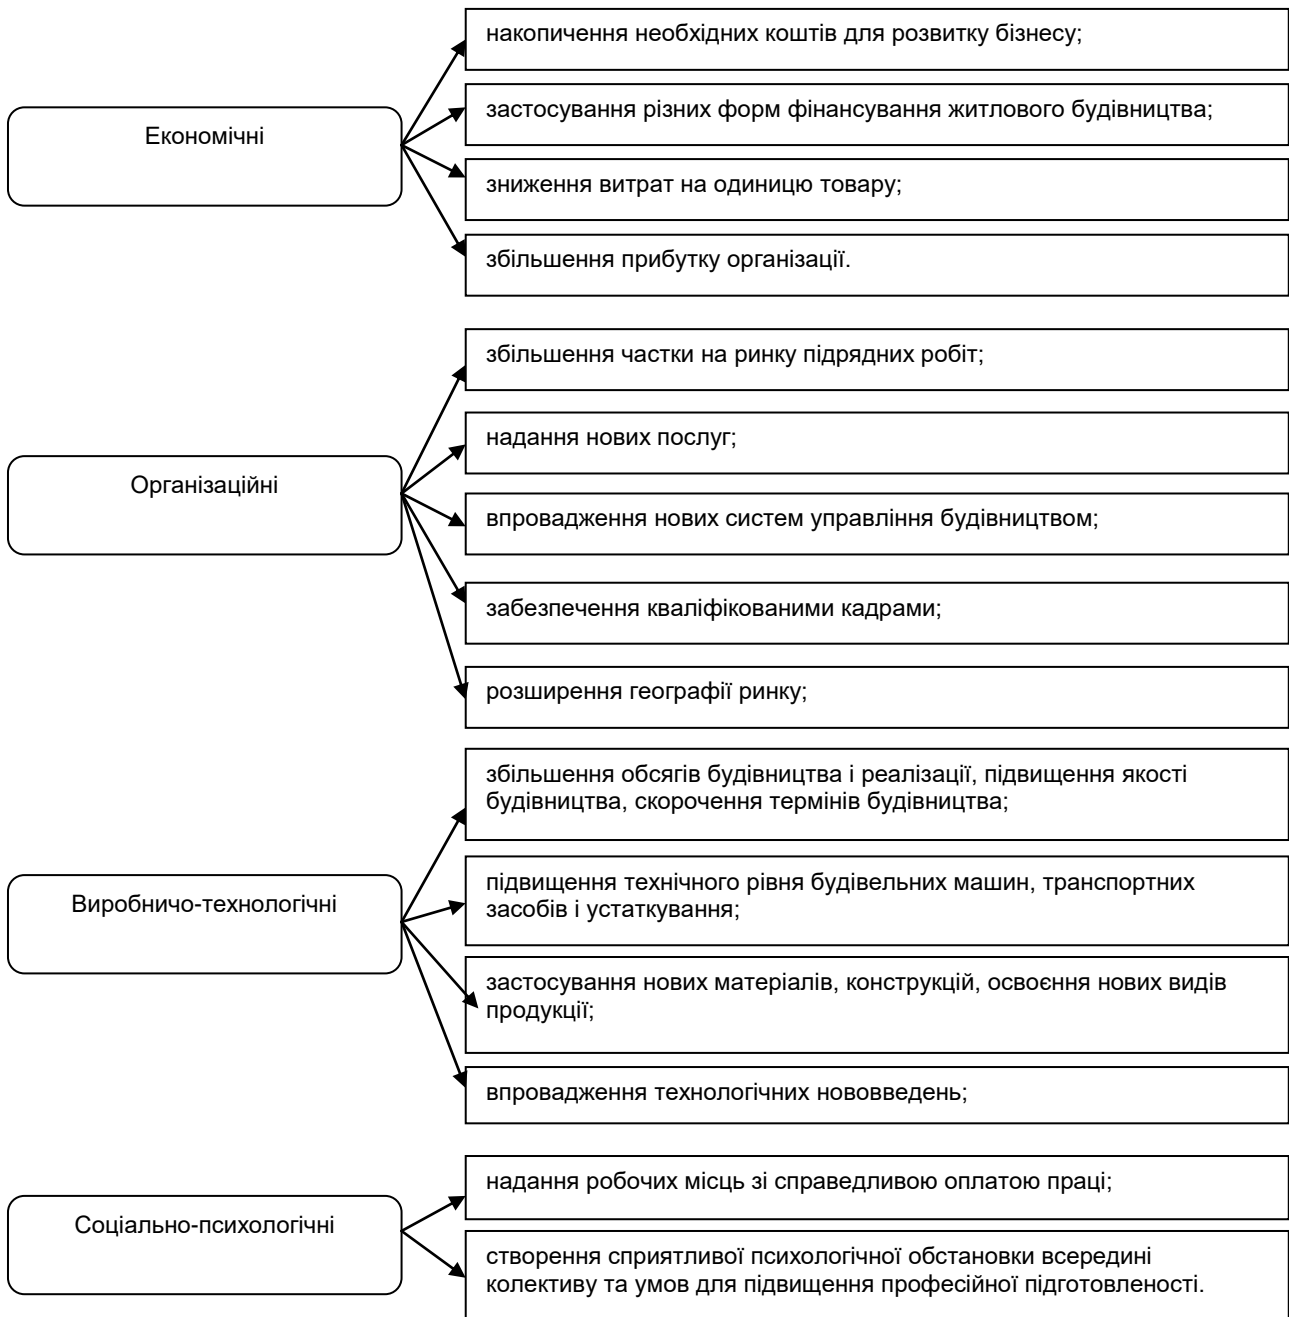 Економічні
накопичення необхідних коштів для розвитку бізнесу;
застосування різних форм фінансування житлового будівництва;
зниження витрат на одиницю товару;
збільшення прибутку організації.
Організаційні
збільшення частки на ринку підрядних робіт;
надання нових послуг;
впровадження нових систем управління будівництвом;
забезпечення кваліфікованими кадрами;
розширення географії ринку;
Виробничо-технологічні
збільшення обсягів будівництва і реалізації, підвищення якості
будівництва, скорочення термінів будівництва;
підвищення технічного рівня будівельних машин, транспортних
засобів і устаткування;
застосування нових матеріалів, конструкцій, освоєння нових видів
продукції;
впровадження технологічних нововведень;
Соціально-психологічні
надання робочих місць зі справедливою оплатою праці;
створення сприятливої психологічної обстановки всередині
колективу та умов для підвищення професійної підготовленості.